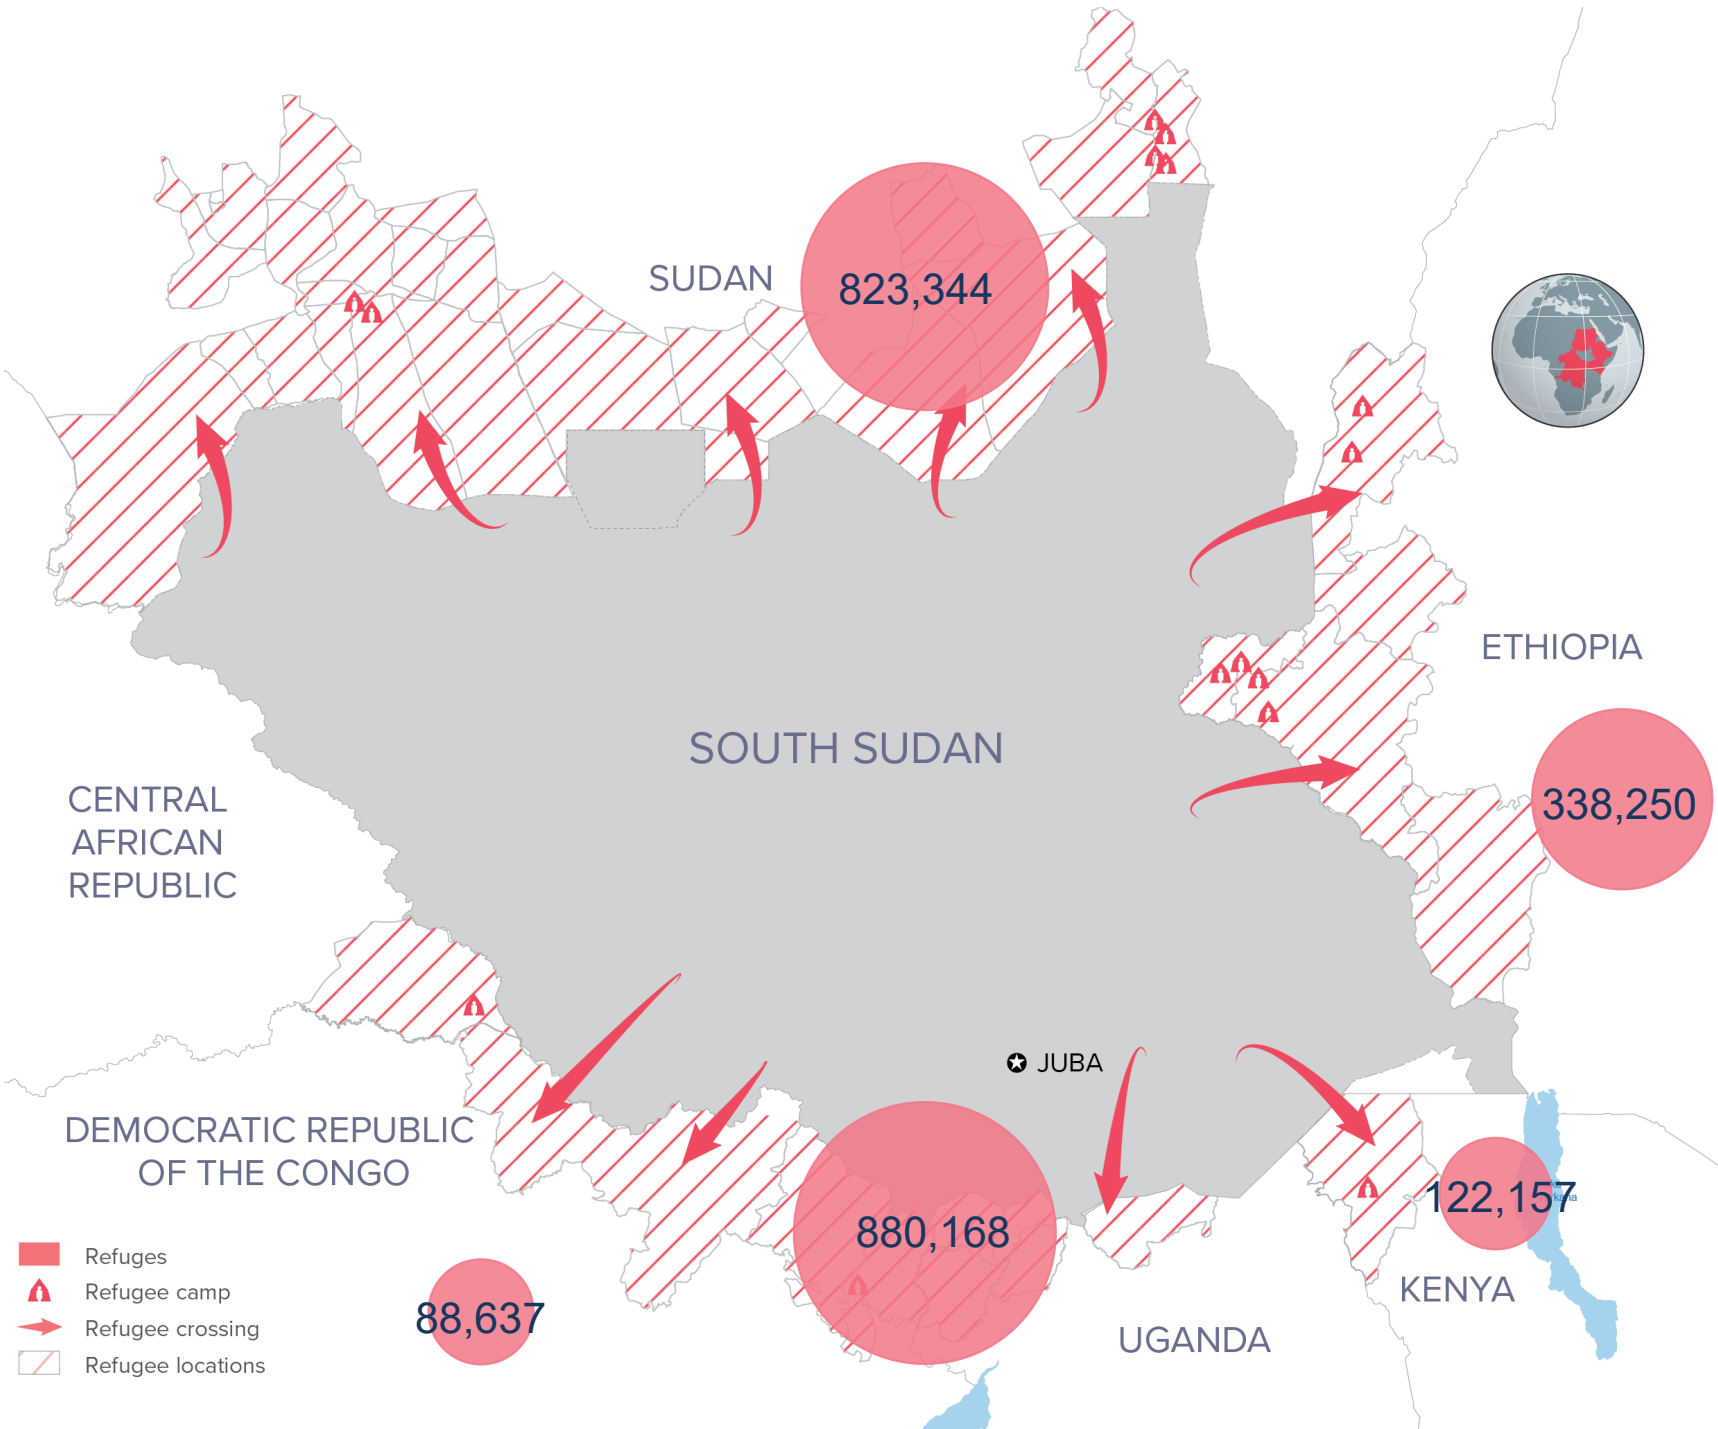 SUDAN
823,344
ETHIOPIA
SOUTH SUDAN
338,250
CENTRAL
AFRICAN
REPUBLIC
JUBA
DEMOCRATIC REPUBLIC
OF THE CONGO
122,157
880,168
Refuges
Refugee camp
KENYA
88,637
Refugee crossing
UGANDA
Refugee locations